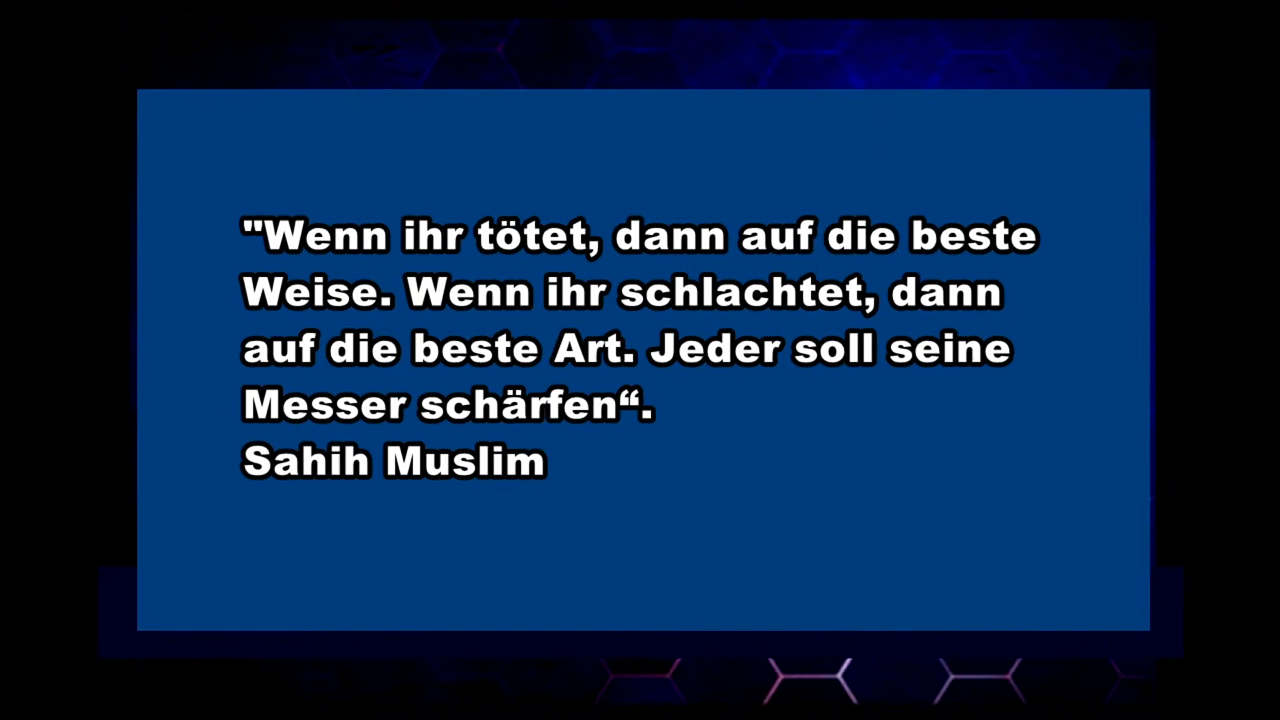 "Wenn ihr tötet, dann auf die beste
Weise. Wenn ihr schlachtet, dann
auf die beste Art. Jeder soll seine
Messer schärfen“.
Sahih Muslim